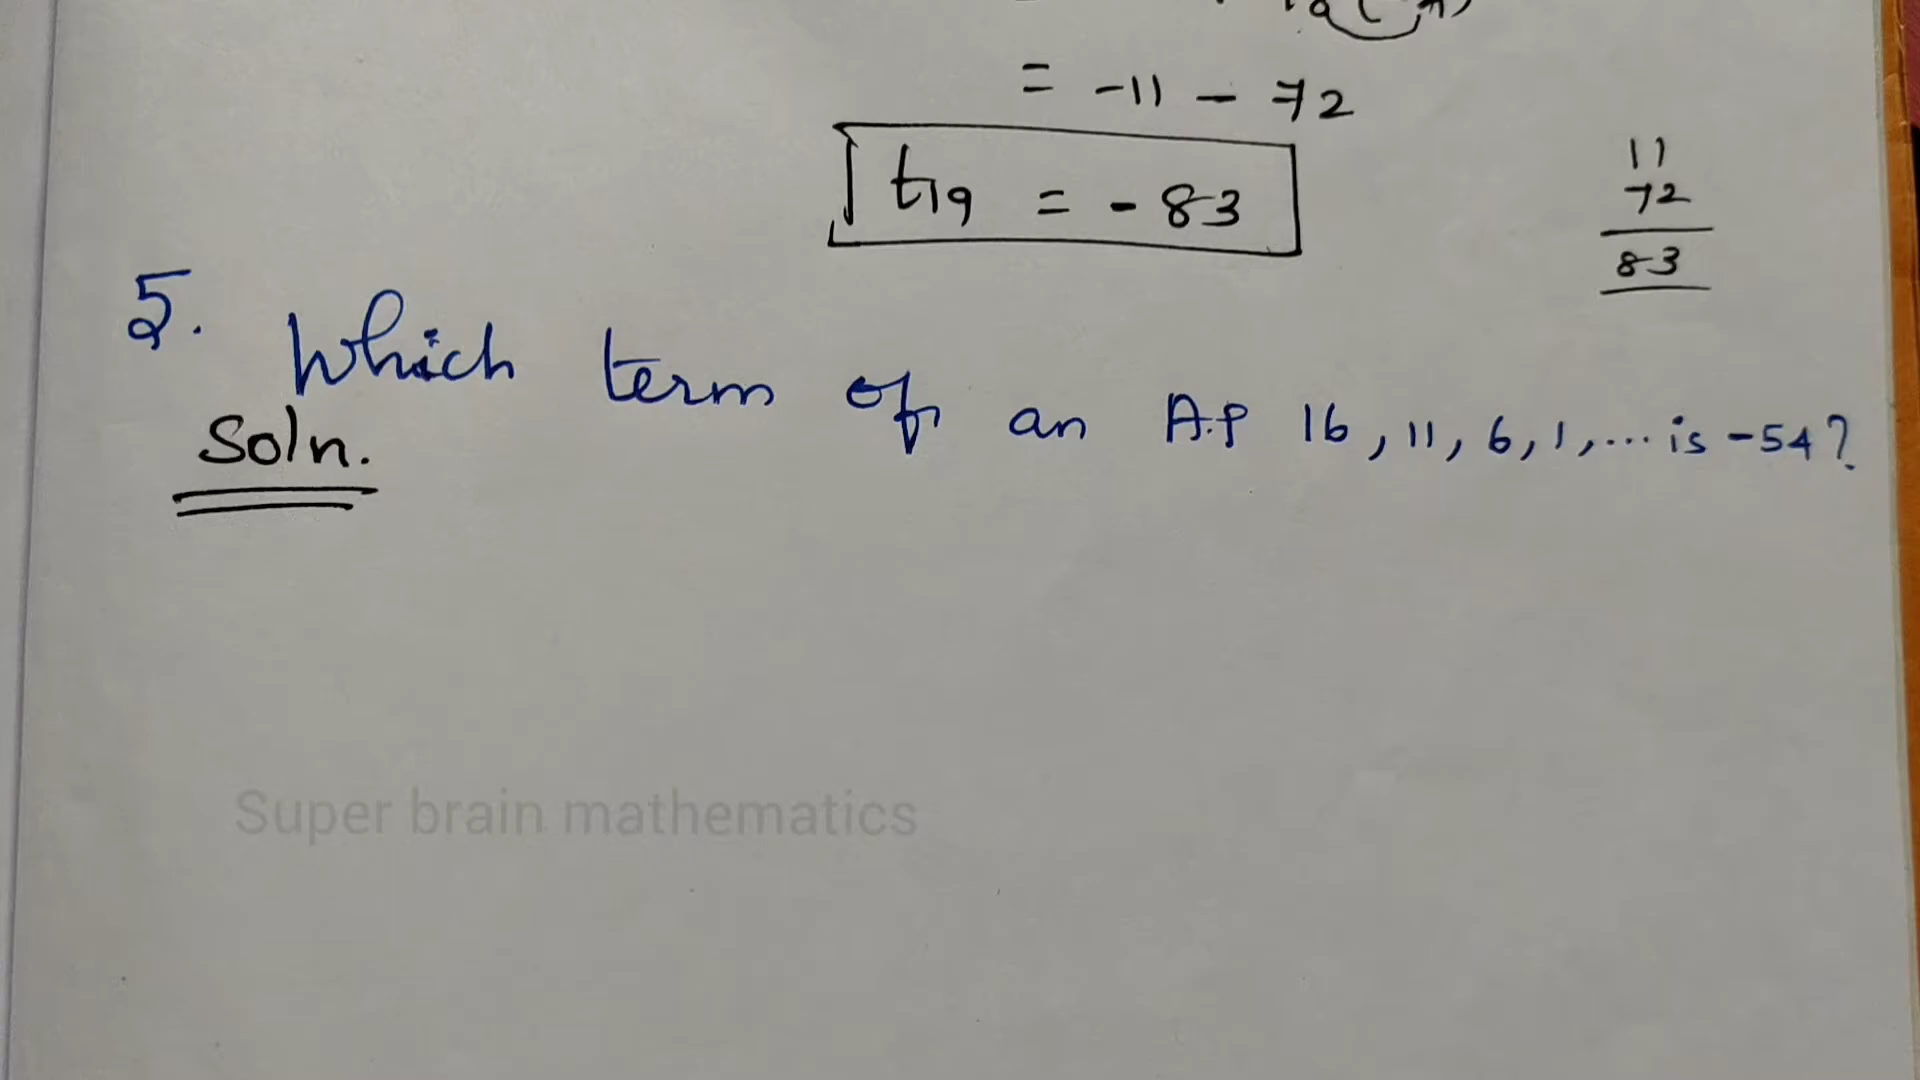 = -11 - 72
t19 = - 83
11
72
83
5. Which term of an A.P 16, 11, 6, 1, ... is -54?
Soln.
Super brain mathematics